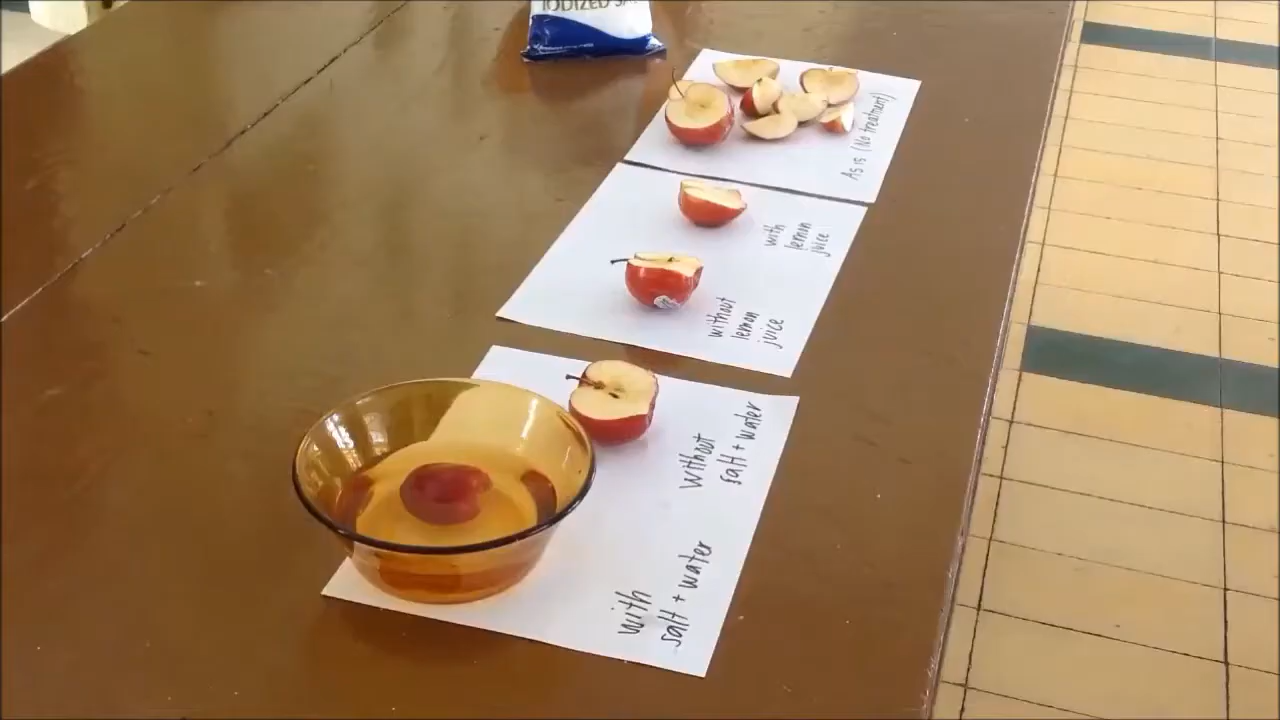 IODIZED SA
As is (No treatment)
with
lemon
juice
without
lemon
juice
without
salt + water
with
salt + water